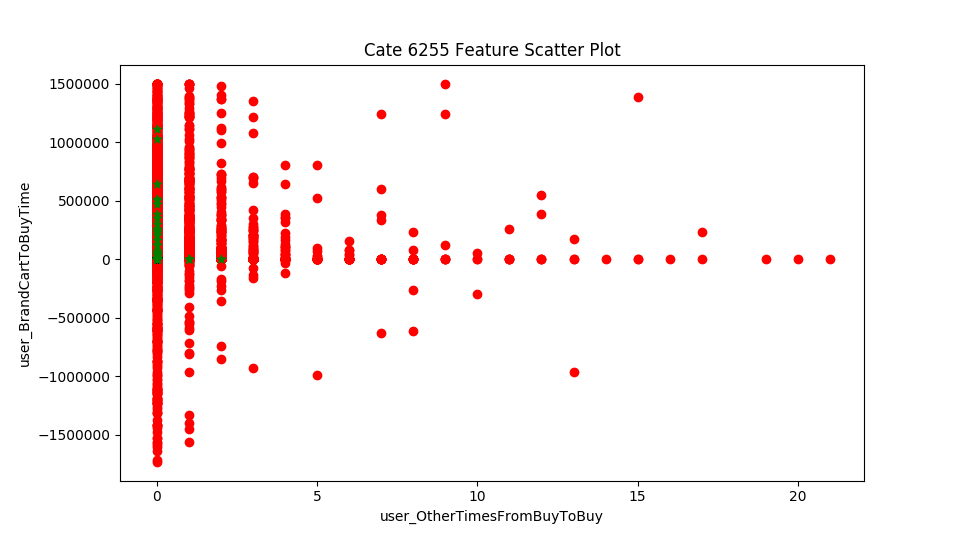 Cate 6255 Feature Scatter Plot
1500000
1000000
500000
0
−500000
−1000000
−1500000
user_BrandCartToBuyTime
0 5 10 15 20
user_OtherTimesFromBuyToBuy